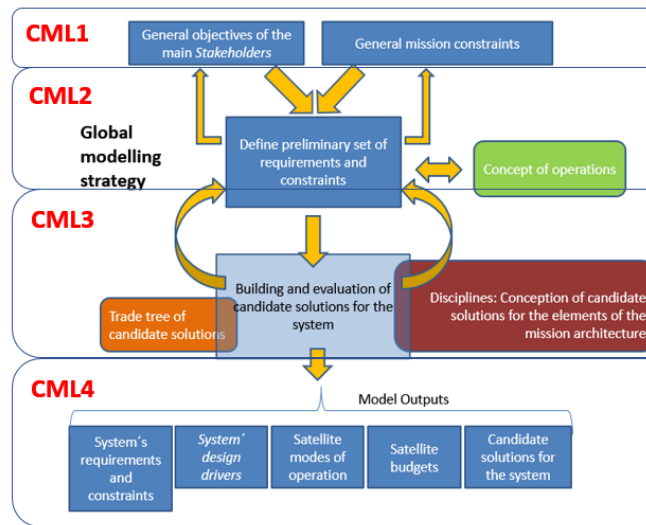 CML1
General objectives of the
main Stakeholders
General mission constraints
CML2
Global
modelling
strategy
Define preliminary set of
requirements and
constraints
Concept of operations
CML3
Building and evaluation of
candidate solutions for the
system
Trade tree of
candidate solutions
Disciplines: Conception of candidate
solutions for the elements of the
mission architecture
CML4
Model Outputs
System´s
requirements
and
constraints
System´
design
drivers
Satellite
modes of
operation
Satellite
budgets
Candidate
solutions for
the system